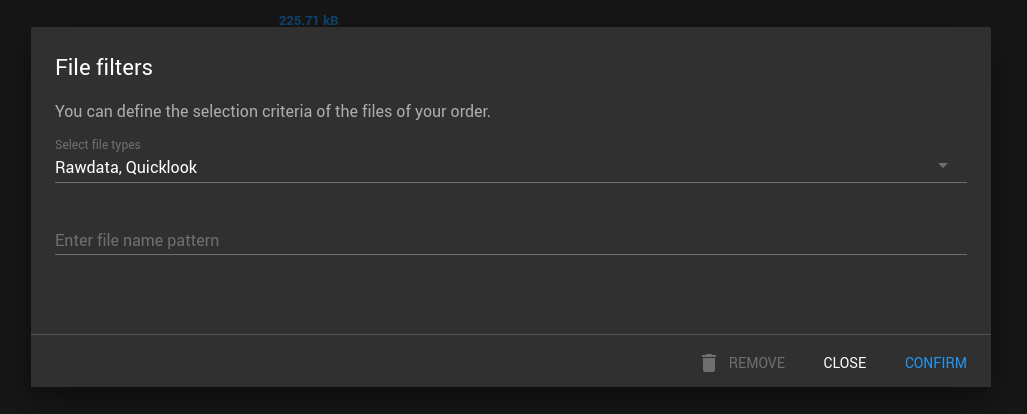 225.71 kB
File filters
You can define the selection criteria of the files of your order.
Select file types
Rawdata, Quicklook
Enter file name pattern
REMOVE CLOSE CONFIRM